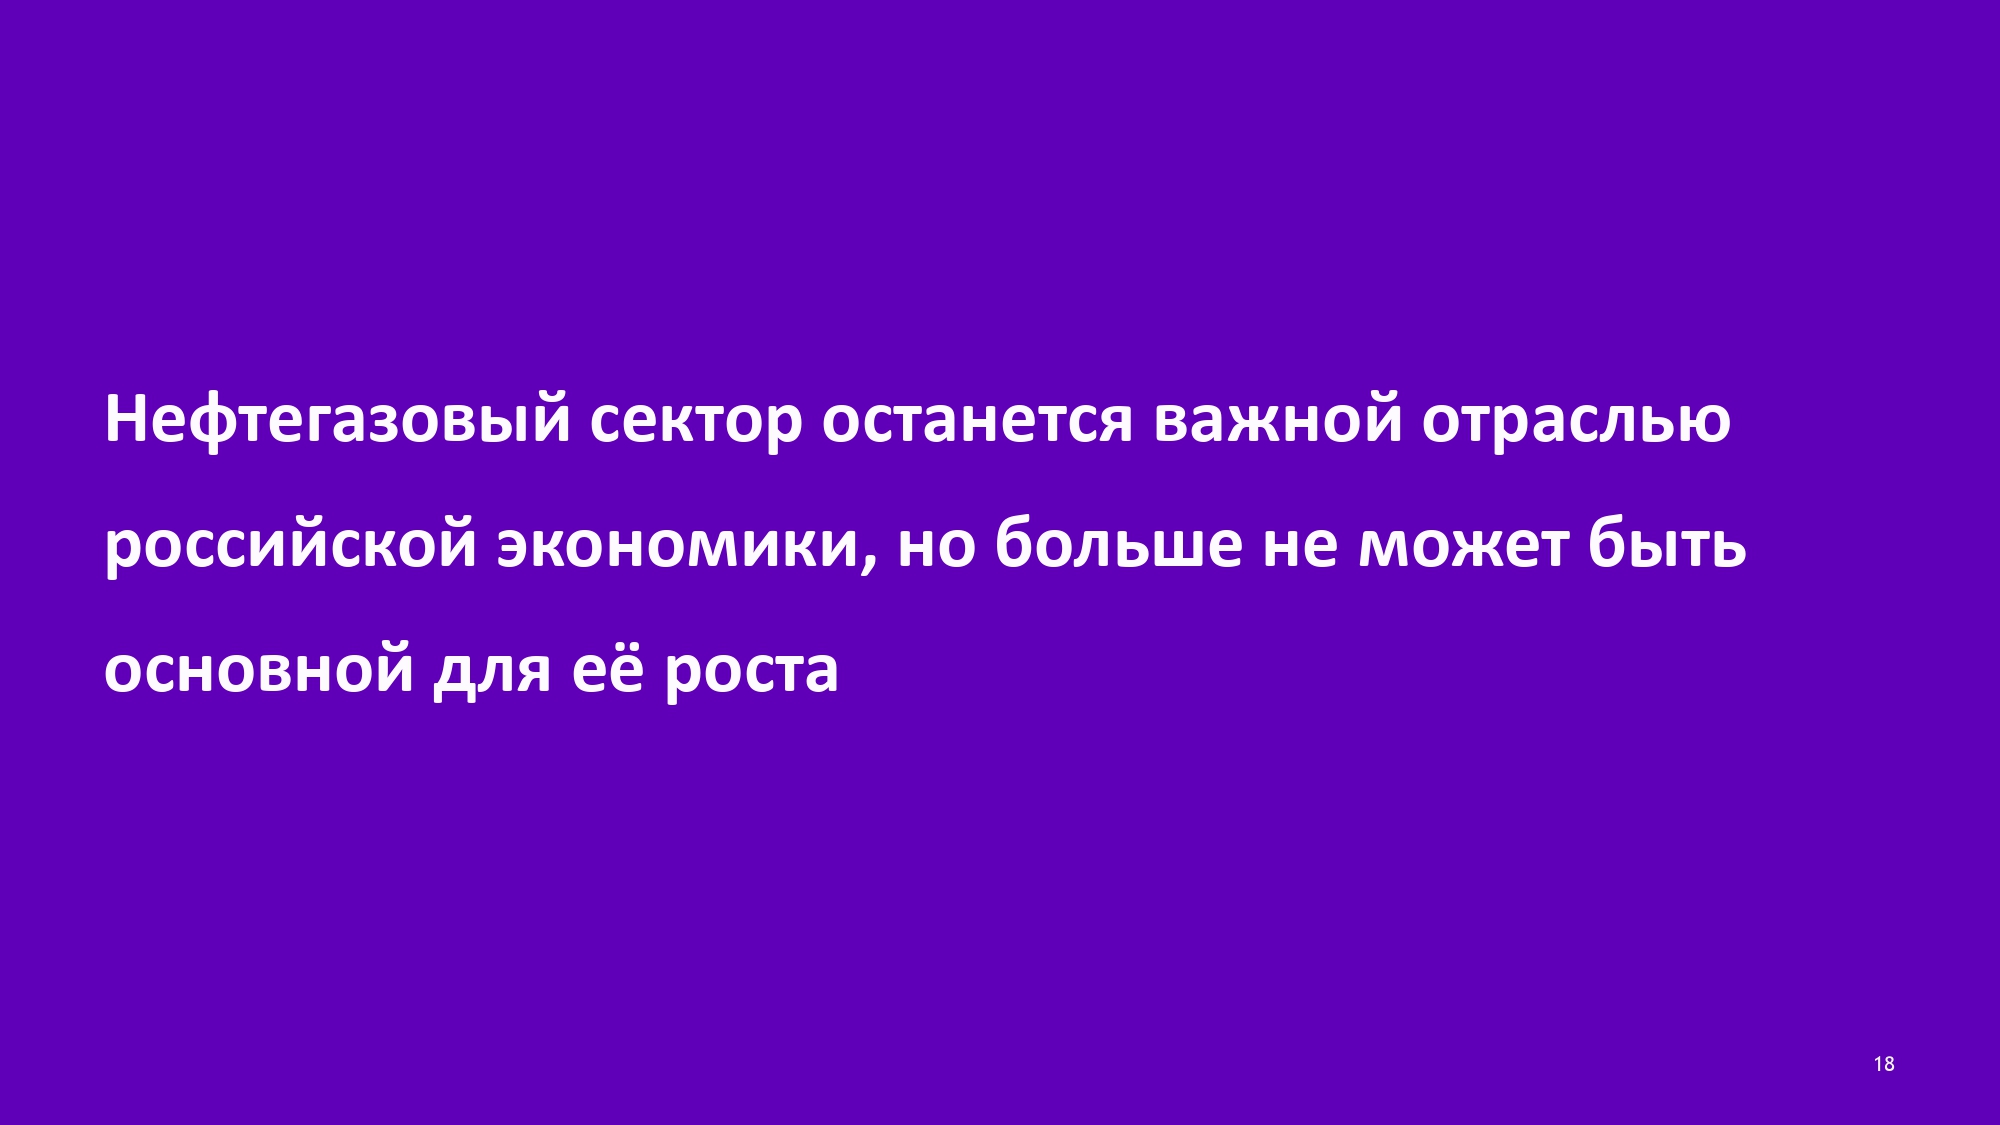 Нефтегазовый сектор останется важной отраслью
российской экономики, но больше не может быть
основной для её роста
18